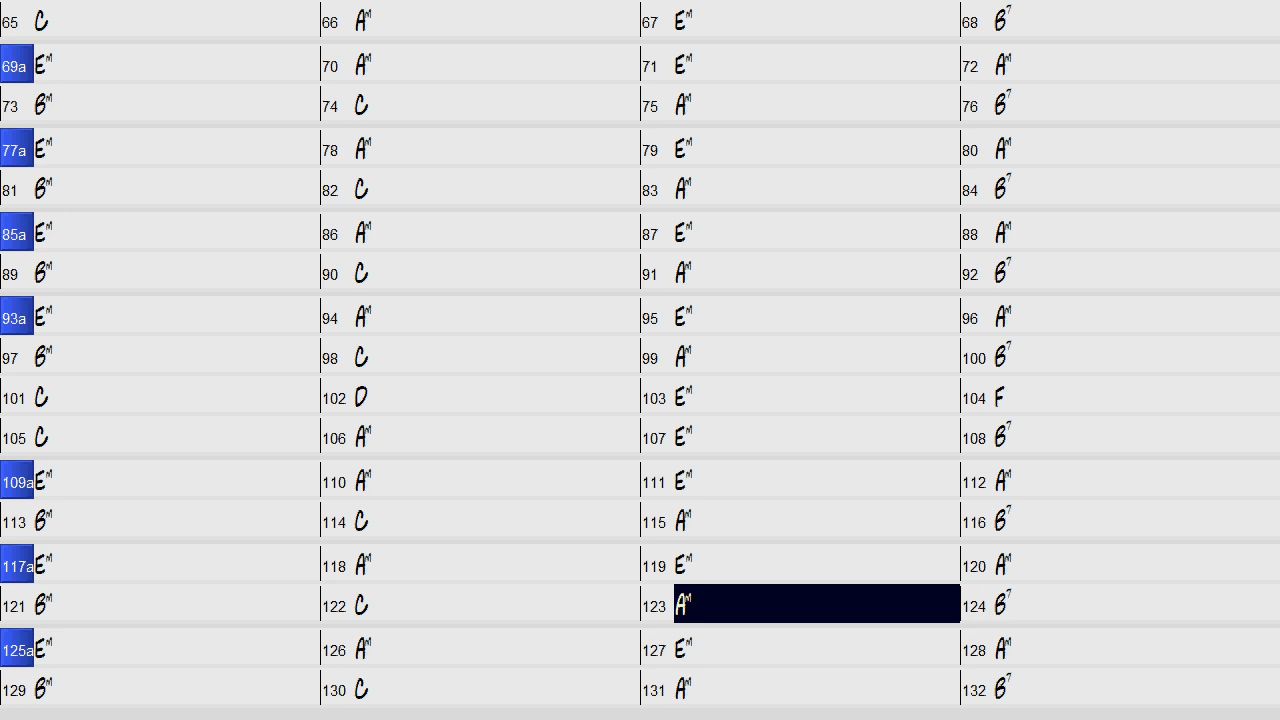 65 C 66 Am 67 Em 68 B7
69a Em 70 Am 71 Em 72 Am
73 Bm 74 C 75 Am 76 B7
77a Em 78 Am 79 Em 80 Am
81 Bm 82 C 83 Am 84 B7
85a Em 86 Am 87 Em 88 Am
89 Bm 90 C 91 Am 92 B7
93a Em 94 Am 95 Em 96 Am
97 Bm 98 C 99 Am 100 B7
101 C 102 D 103 Em 104 F
105 C 106 Am 107 Em 108 B7
109a Em 110 Am 111 Em 112 Am
113 Bm 114 C 115 Am 116 B7
117a Em 118 Am 119 Em 120 Am
121 Bm 122 C 123 Am 124 B7
125a Em 126 Am 127 Em 128 Am
129 Bm 130 C 131 Am 132 B7